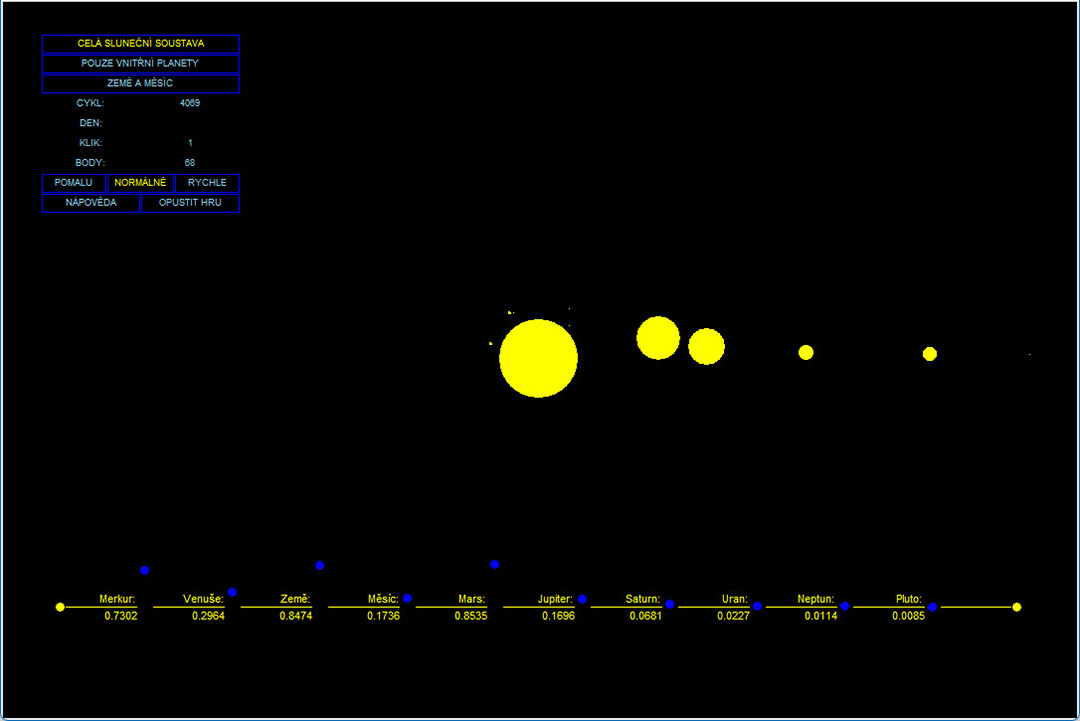 CELÁ SLUNEČNÍ SOUSTAVA
POUZE VNITŘNÍ PLANETY
ZEMĚ A MĚSÍC
CYKL: 4069
DEN:
KLIK: 1
BODY: 68
POMALU NORMÁLNĚ RYCHLE
NÁPOVĚDA OPUSTIT HRU
Merkur: Venuše: Země: Měsíc: Mars: Jupiter: Saturn: Uran: Neptun: Pluto:
0.7302 0.2964 0.8474 0.1736 0.8535 0.1696 0.0681 0.0227 0.0114 0.0085